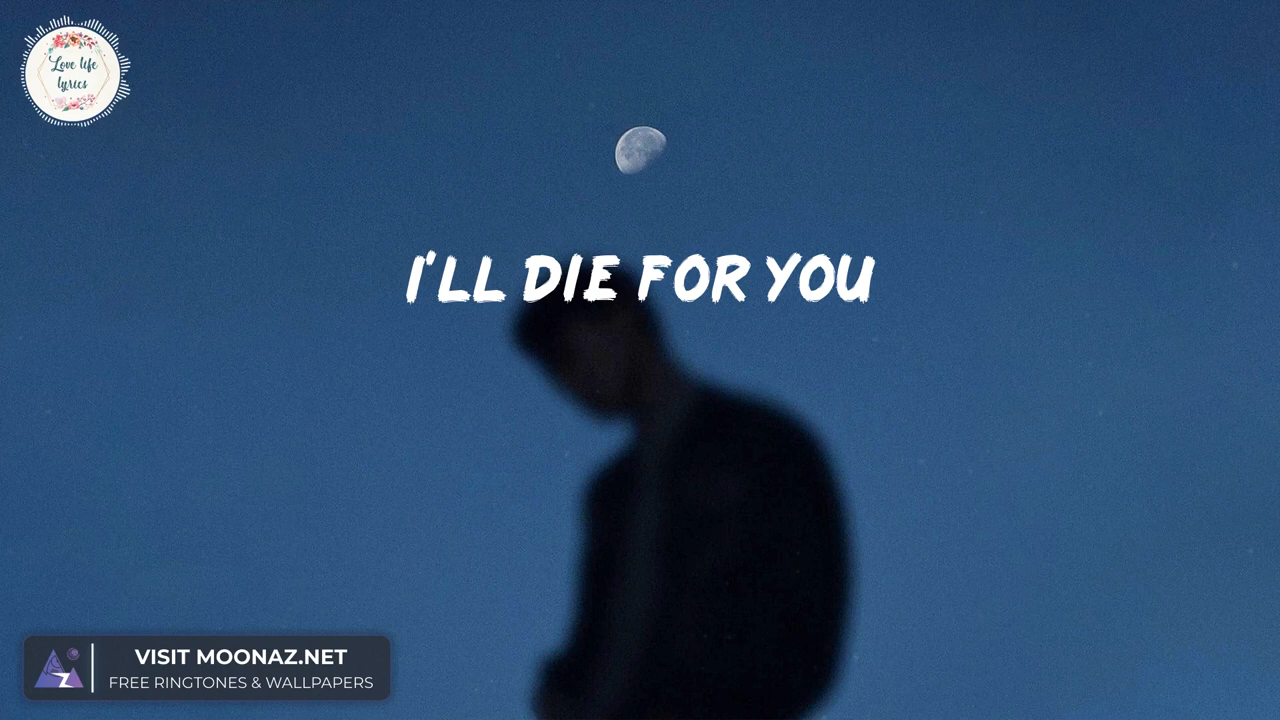 Love life
lyrics
I'LL DIE FOR YOU
VISIT MOONAZ.NET
FREE RINGTONES & WALLPAPERS